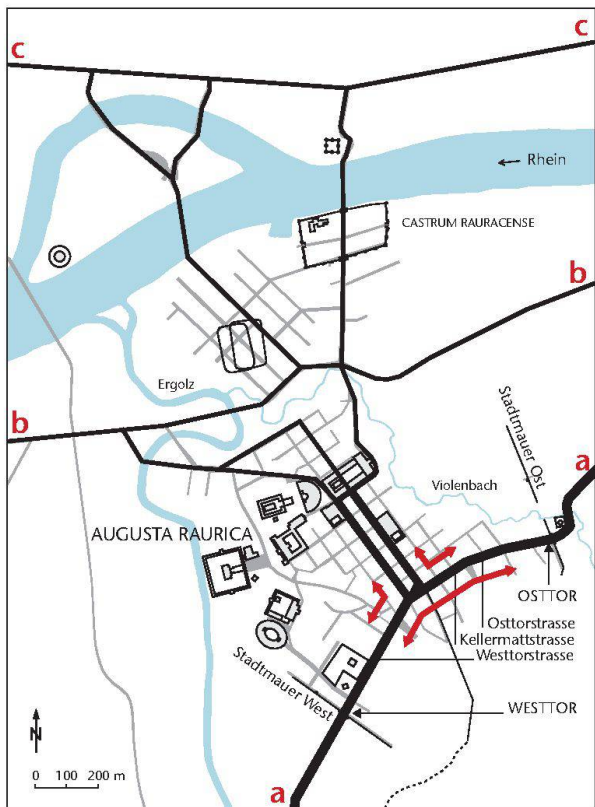 c
c
Rhein
CASTRUM RAURACENSE
b
Ergolz
b
Stadtmauer Ost
a
Violenbach
AUGUSTA RAURICA
OSTTOR
Osttorstrasse
Kellermattstrasse
Westtorstrasse
Stadtmauer West
WESTTOR
N
0 100 200 m
a